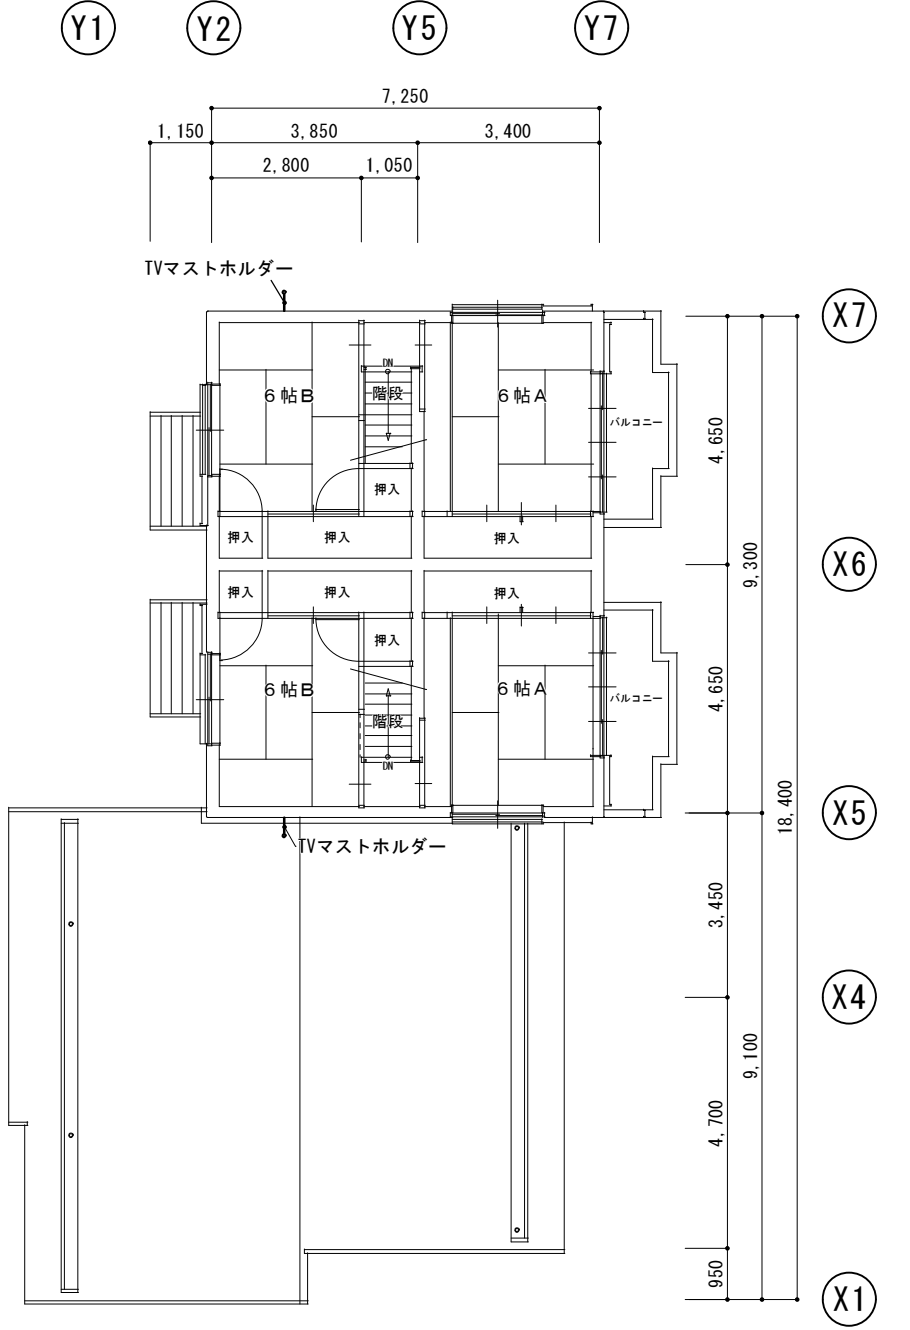 Y1 Y2 Y5 Y7
7,250
1,150 3,850 3,400
2,800 1,050
TVマストホルダー
X7
DN
6帖B 階段 6帖A
バルコニー
4,650
押入
押入 押入 押入
9,300
X6
押入 押入 押入
押入
6帖B 6帖A
4,650
バルコニー
階段
DN
18,400
X5
TVマストホルダー
3,450
X4
9,100
4,700
950
X1